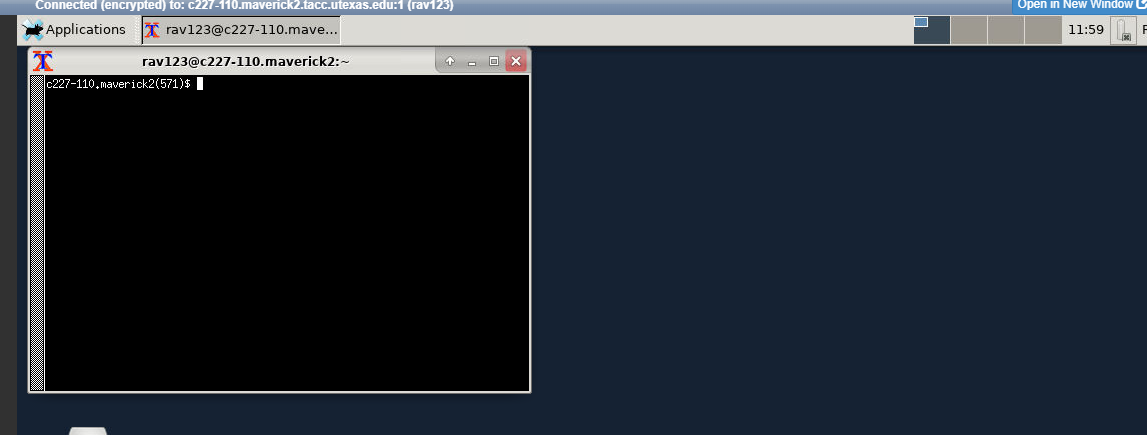 Connected (encrypted) to: c227-110.maverick2.tacc.utexas.edu:1 (rav123)
Open in New Window
Applications
rav123@c227-110.mave...
11:59
rav123@c227-110.maverick2:~
c227-110.maverick2(571)$